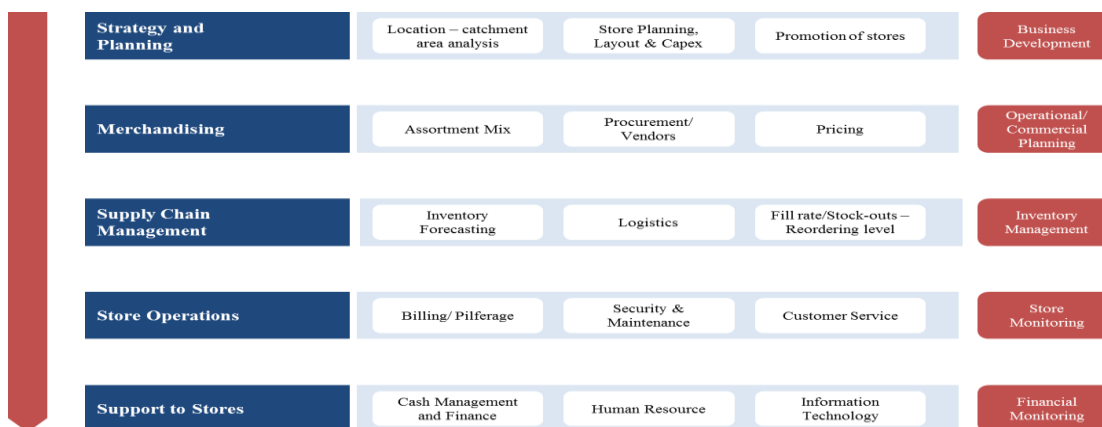 Strategy and
Planning
Location – catchment
area analysis
Store Planning,
Layout & Capex
Promotion of stores
Business
Development
Merchandising
Assortment Mix
Procurement/
Vendors
Pricing
Operational/
Commercial
Planning
Supply Chain
Management
Inventory
Forecasting
Logistics
Fill rate/Stock-outs –
Reordering level
Inventory
Management
Store Operations
Billing/ Pilferage
Security &
Maintenance
Customer Service
Store
Monitoring
Support to Stores
Cash Management
and Finance
Human Resource
Information
Technology
Financial
Monitoring